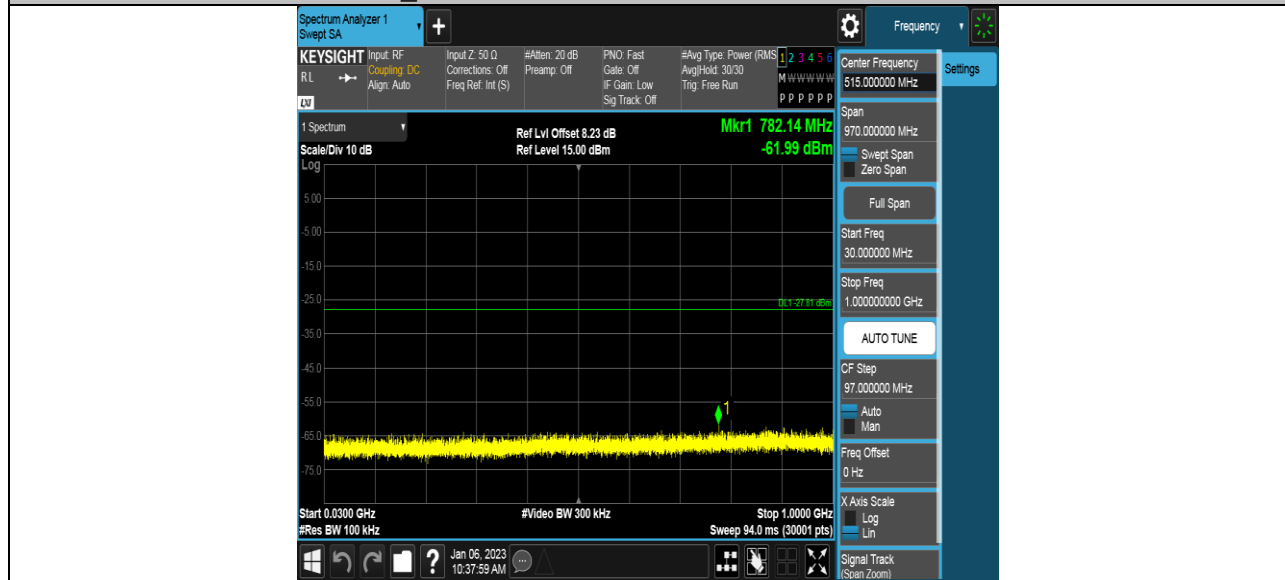 Spectrum Analyzer 1
Swept SA
+
Frequency
KEYSIGHT
RL
LXI
Input: RF
Coupling: DC
Align: Auto
Input Z: 50 Ω
Corrections: Off
Freq Ref: Int (S)
#Atten: 20 dB
Preamp: Off
PNO: Fast
Gate: Off
IF Gain: Low
Sig Track: Off
#Avg Type: Power (RMS
Avg|Hold: 30/30
Trig: Free Run
1 2 3 4 5 6
M W W W W W
P P P P P P
1 Spectrum
Scale/Div 10 dB
Log
Ref Lvl Offset 8.23 dB
Ref Level 15.00 dBm
Mkr1 782.14 MHz
-61.99 dBm
5.00
-5.00
-15.0
-25.0
DL1 -27.81 dBm
-35.0
-45.0
-55.0
1
-65.0
-75.0
Start 0.0300 GHz
#Res BW 100 kHz
#Video BW 300 kHz
Stop 1.0000 GHz
Sweep 94.0 ms (30001 pts)
?
Jan 06, 2023
10:37:59 AM
Center Frequency
515.000000 MHz
Settings
Span
970.000000 MHz
Swept Span
Zero Span
Full Span
Start Freq
30.000000 MHz
Stop Freq
1.000000000 GHz
AUTO TUNE
CF Step
97.000000 MHz
Auto
Man
Freq Offset
0 Hz
X Axis Scale
Log
Lin
Signal Track
(Span Zoom)